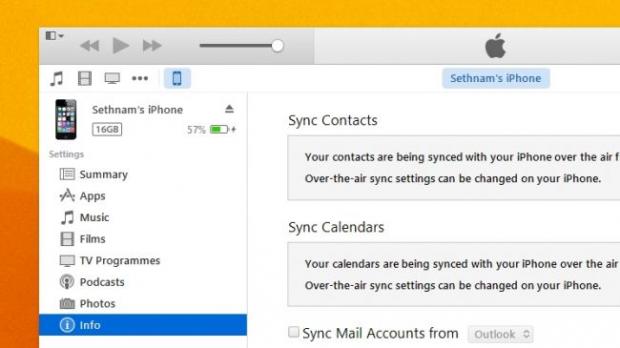 Sethnam's iPhone
Sethnam's iPhone
16GB
57%
Settings
Summary
Apps
Music
Films
TV Programmes
Podcasts
Photos
Info
Sync Contacts
Your contacts are being synced with your iPhone over the air f
Over-the-air sync settings can be changed on your iPhone.
Sync Calendars
Your calendars are being synced with your iPhone over the air
Over-the-air sync settings can be changed on your iPhone.
Sync Mail Accounts from Outlook